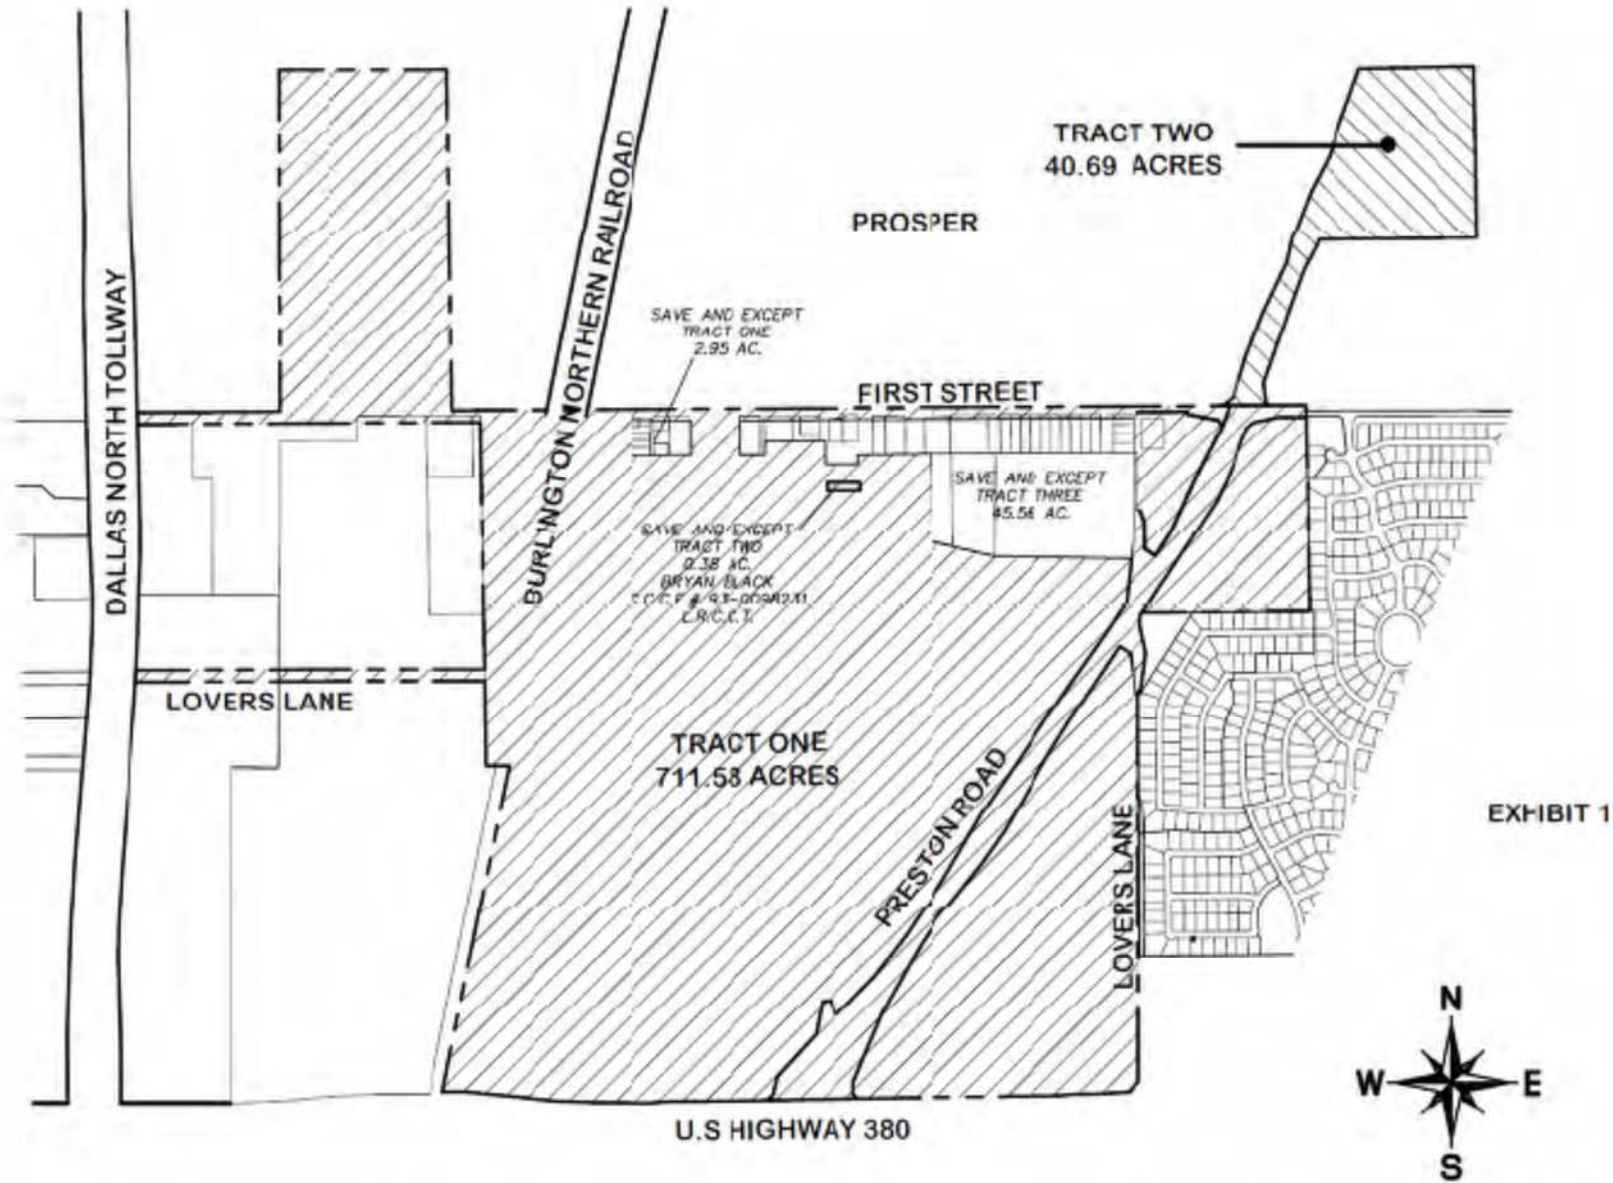 TRACT TWO
40.69 ACRES
PROSPER
DALLAS NORTH TOLLWAY
BURLINGTON NORTHERN RAILROAD
SAVE AND EXCEPT
TRACT ONE
2.95 AC.
FIRST STREET
SAVE AND EXCEPT
TRACT THREE
45.56 AC.
SAVE AND EXCEPT
TRACT TWO
0.38 AC.
BRYAN BLACK
L.R.C.C.T.
LOVERS LANE
TRACT ONE
711.58 ACRES
PRESTON ROAD
LOVERS LANE
EXHIBIT 1
U.S HIGHWAY 380
N
W
E
S